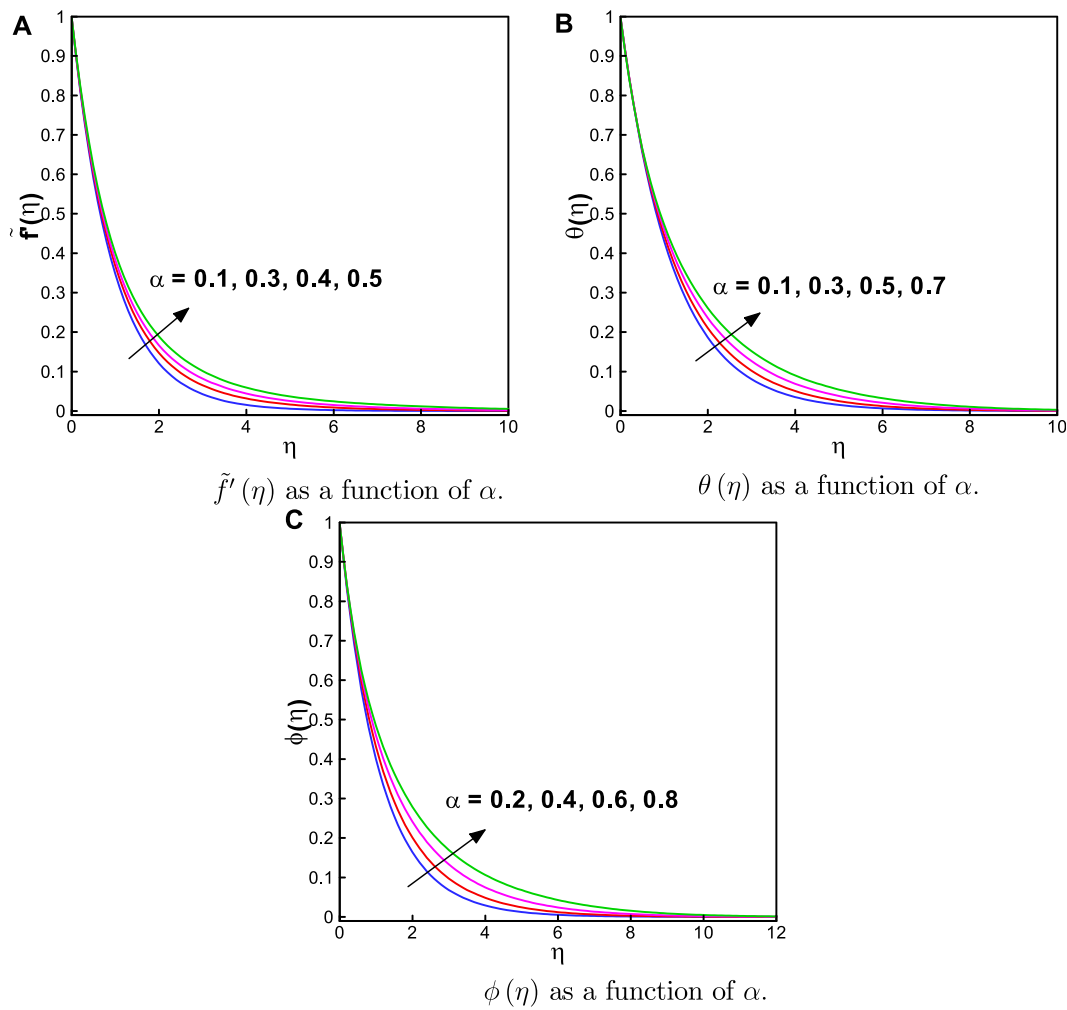 A
1
0.9
0.8
0.7
0.6
0.5
0.4
0.3
0.2
0.1
0
f̃'(η)
α = 0.1, 0.3, 0.4, 0.5
0 2 4 6 8 10
η
f̃′ (η) as a function of α.
B
1
0.9
0.8
0.7
0.6
0.5
0.4
0.3
0.2
0.1
0
θ(η)
α = 0.1, 0.3, 0.5, 0.7
0 2 4 6 8 10
η
θ (η) as a function of α.
C
1
0.9
0.8
0.7
0.6
0.5
0.4
0.3
0.2
0.1
0
ϕ(η)
α = 0.2, 0.4, 0.6, 0.8
0 2 4 6 8 10 12
η
ϕ (η) as a function of α.